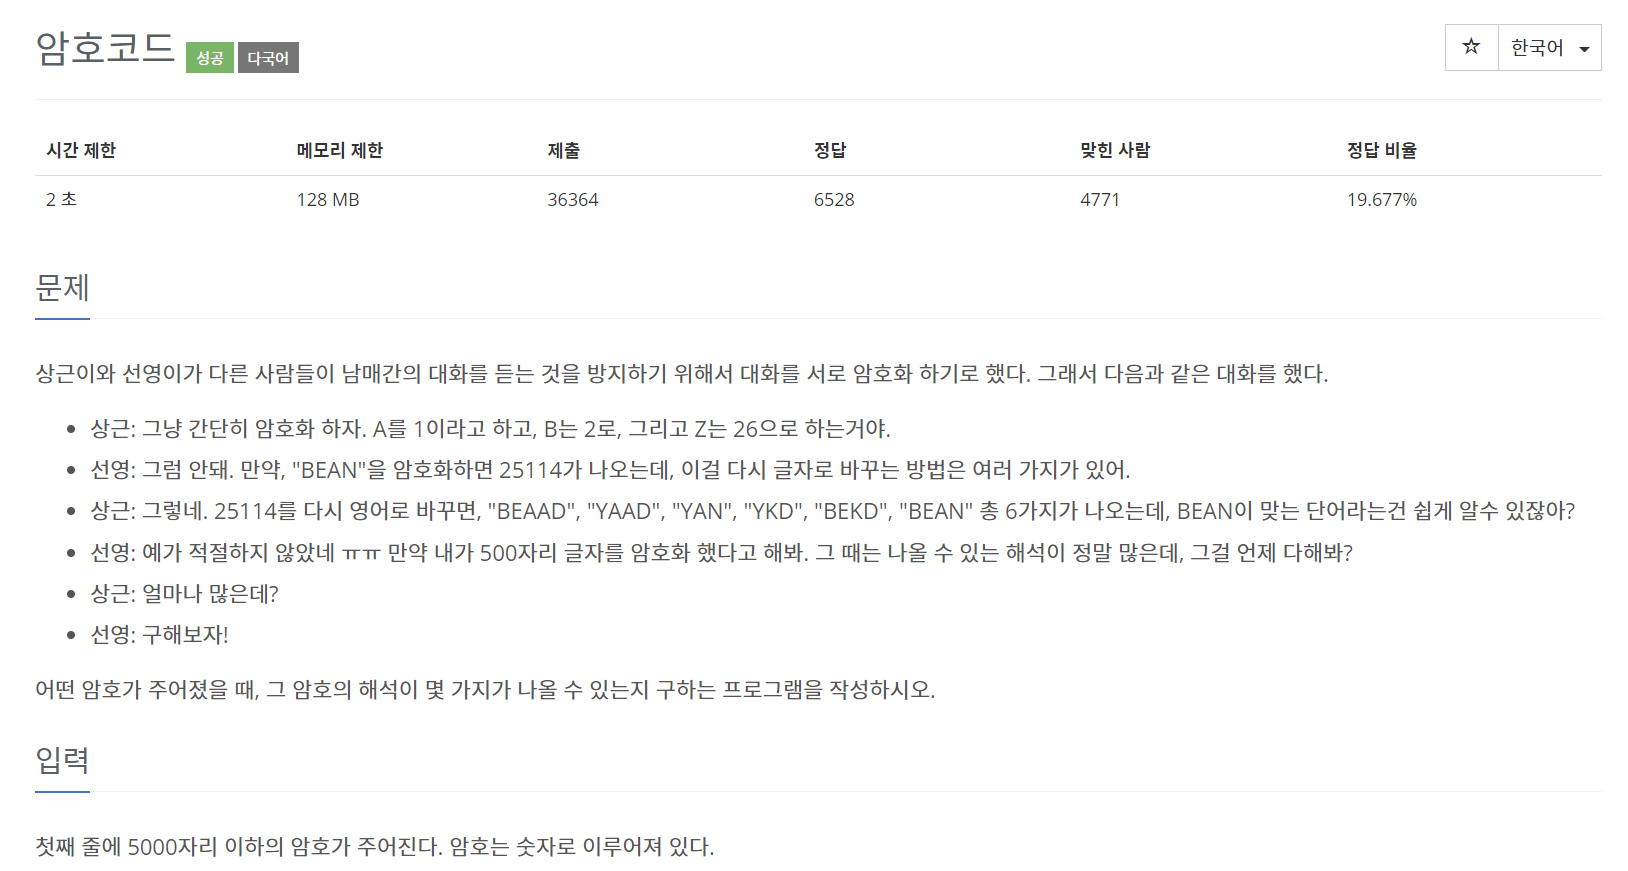 암호코드 성공 다국어
☆ 한국어
시간 제한 메모리 제한 제출 정답 맞힌 사람 정답 비율
2 초 128 MB 36364 6528 4771 19.677%
문제
상근이와 선영이가 다른 사람들이 남매간의 대화를 듣는 것을 방지하기 위해서 대화를 서로 암호화 하기로 했다. 그래서 다음과 같은 대화를 했다.
• 상근: 그냥 간단히 암호화 하자. A를 1이라고 하고, B는 2로, 그리고 Z는 26으로 하는거야.
• 선영: 그럼 안돼. 만약, "BEAN"을 암호화하면 25114가 나오는데, 이걸 다시 글자로 바꾸는 방법은 여러 가지가 있어.
• 상근: 그렇네. 25114를 다시 영어로 바꾸면, "BEAAD", "YAAD", "YAN", "YKD", "BEKD", "BEAN" 총 6가지가 나오는데, BEAN이 맞는 단어라는건 쉽게 알수 있잖아?
• 선영: 예가 적절하지 않았네 ㅠㅠ 만약 내가 500자리 글자를 암호화 했다고 해봐. 그 때는 나올 수 있는 해석이 정말 많은데, 그걸 언제 다해봐?
• 상근: 얼마나 많은데?
• 선영: 구해보자!
어떤 암호가 주어졌을 때, 그 암호의 해석이 몇 가지가 나올 수 있는지 구하는 프로그램을 작성하시오.
입력
첫째 줄에 5000자리 이하의 암호가 주어진다. 암호는 숫자로 이루어져 있다.